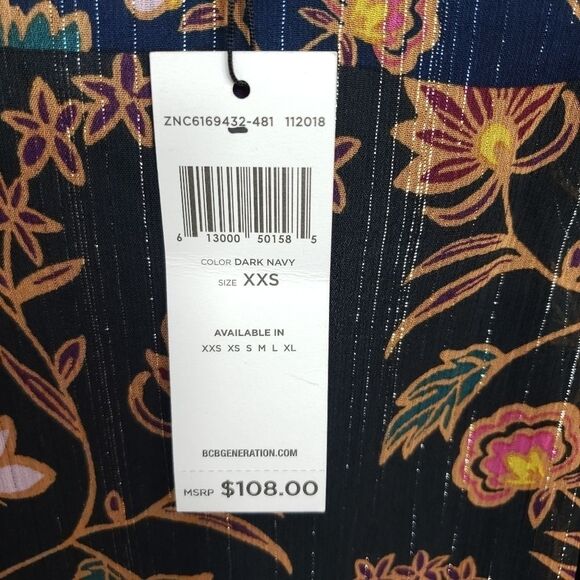 ZNC6169432-481 112018
6 13000 50158 5
COLOR DARK NAVY
SIZE XXS
AVAILABLE IN
XXS XS S M L XL
BCBGENERATION.COM
MSRP $108.00